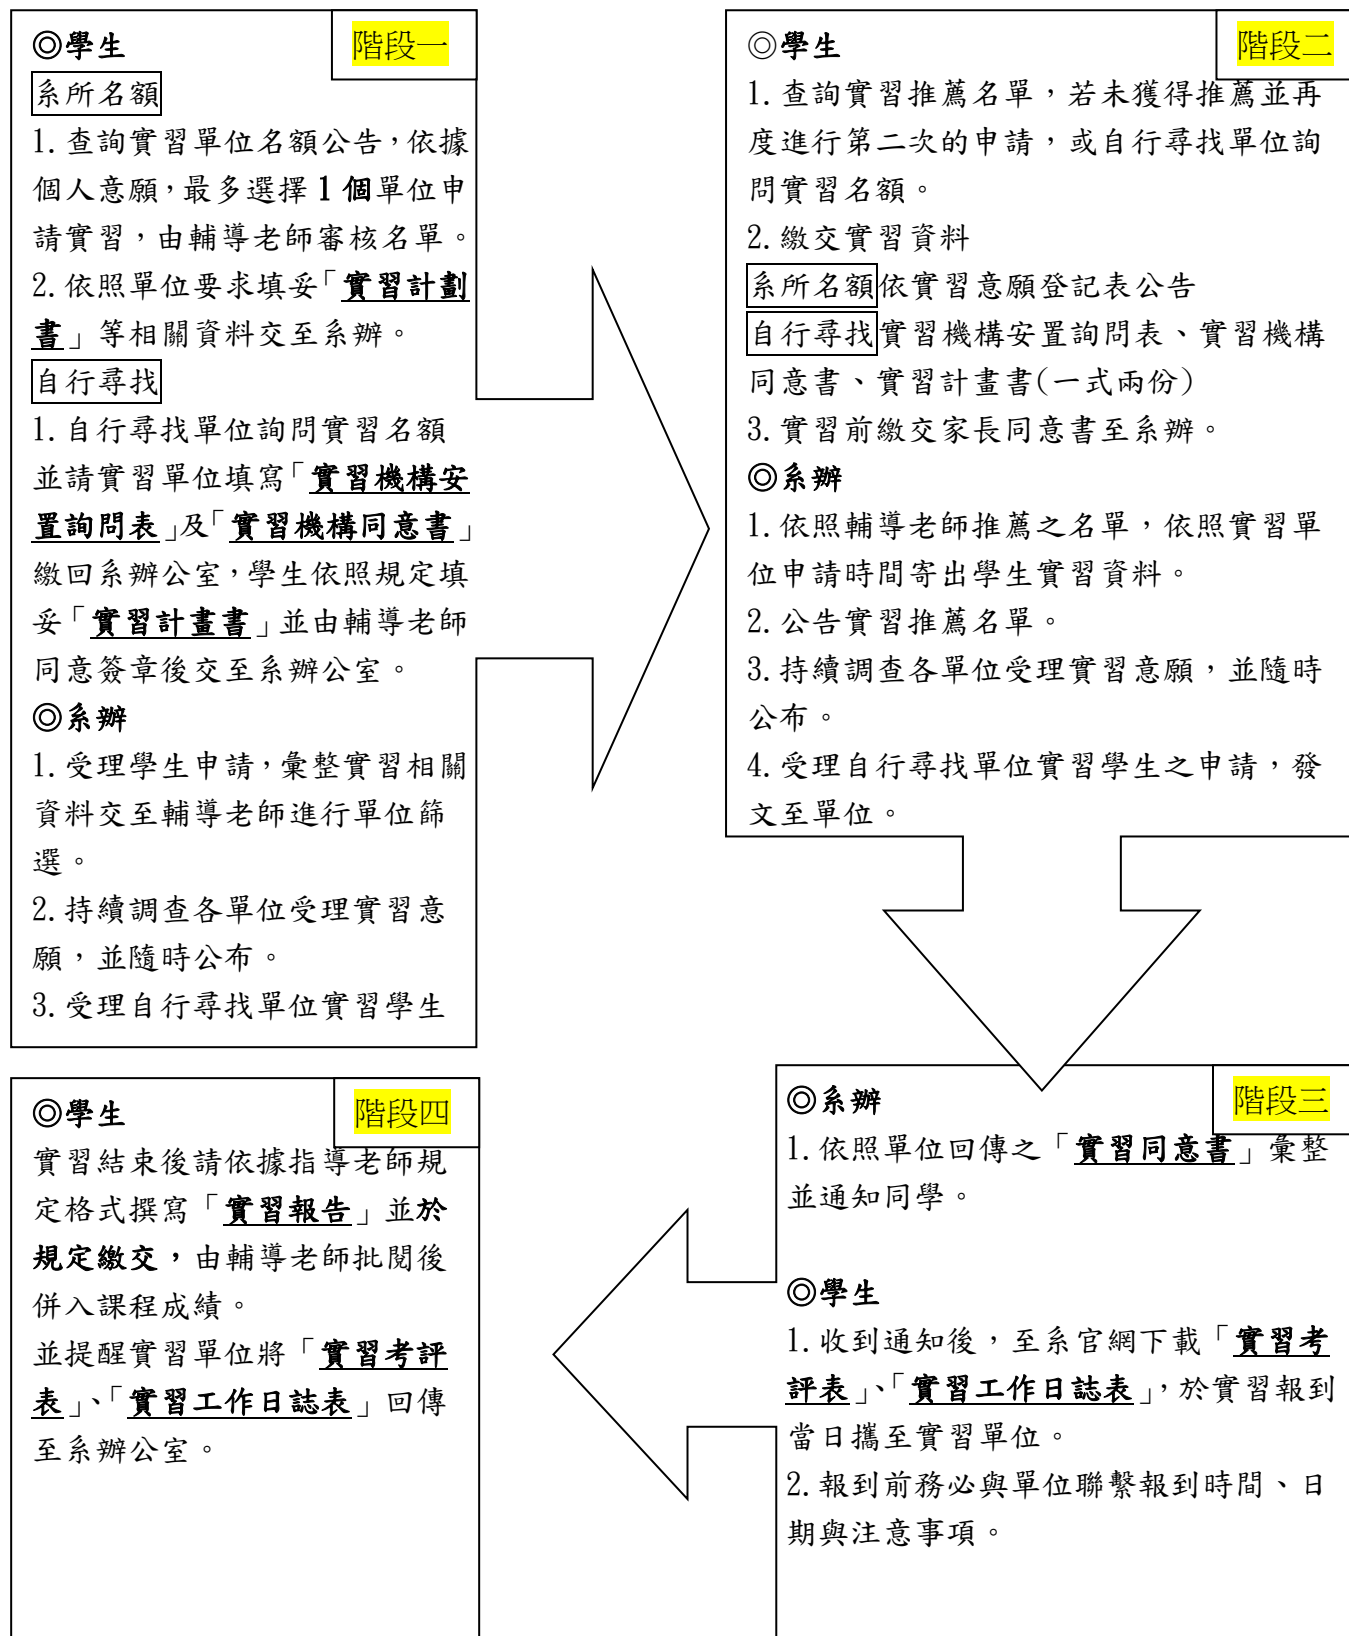 ◎學生
階段一
系所名額
1.查詢實習單位名額公告，依據
個人意願，最多選擇 1 個單位申
請實習，由輔導老師審核名單。
2.依照單位要求填妥「實習計劃
書」等相關資料交至系辦。
自行尋找
1.自行尋找單位詢問實習名額
並請實習單位填寫「實習機構安
置詢問表」及「實習機構同意書」
繳回系辦公室，學生依照規定填
妥「實習計畫書」並由輔導老師
同意簽章後交至系辦公室。
◎系辦
1.受理學生申請，彙整實習相關
資料交至輔導老師進行單位篩
選。
2.持續調查各單位受理實習意
願，並隨時公布。
3.受理自行尋找單位實習學生
◎學生
階段二
1.查詢實習推薦名單，若未獲得推薦並再
度進行第二次的申請，或自行尋找單位詢
問實習名額。
2.繳交實習資料
系所名額依實習意願登記表公告
自行尋找實習機構安置詢問表、實習機構
同意書、實習計畫書(一式兩份)
3.實習前繳交家長同意書至系辦。
◎系辦
1.依照輔導老師推薦之名單，依照實習單
位申請時間寄出學生實習資料。
2.公告實習推薦名單。
3.持續調查各單位受理實習意願，並隨時
公布。
4.受理自行尋找單位實習學生之申請，發
文至單位。
◎系辦
階段三
1.依照單位回傳之「實習同意書」彙整
並通知同學。
◎學生
1.收到通知後，至系官網下載「實習考
評表」、「實習工作日誌表」，於實習報到
當日攜至實習單位。
2.報到前務必與單位聯繫報到時間、日
期與注意事項。
◎學生
階段四
實習結束後請依據指導老師規
定格式撰寫「實習報告」並於
規定繳交，由輔導老師批閱後
併入課程成績。
並提醒實習單位將「實習考評
表」、「實習工作日誌表」回傳
至系辦公室。